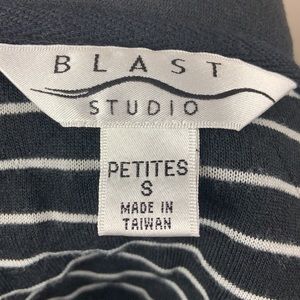 BLAST
STUDIO
PETITES
S
MADE IN
TAIWAN